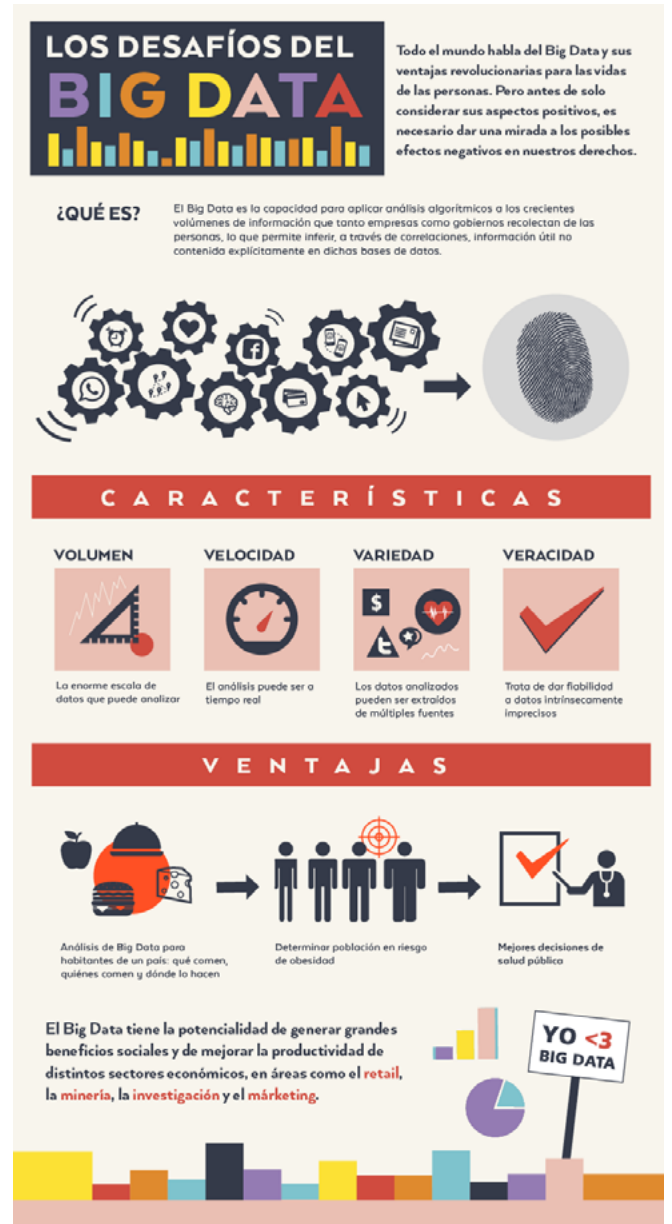 LOS DESAFÍOS DEL
BIG DATA
Todo el mundo habla del Big Data y sus
ventajas revolucionarias para las vidas
de las personas. Pero antes de solo
considerar sus aspectos positivos, es
necesario dar una mirada a los posibles
efectos negativos en nuestros derechos.
¿QUÉ ES?
El Big Data es la capacidad para aplicar análisis algorítmicos a los crecientes
volúmenes de información que tanto empresas como gobiernos recolectan de las
personas, lo que permite inferir, a través de correlaciones, información útil no
contenida explícitamente en dichas bases de datos.
CARACTERÍSTICAS
VOLUMEN
La enorme escala de
datos que puede analizar
VELOCIDAD
El análisis puede ser a
tiempo real
VARIEDAD
$
t
Los datos analizados
pueden ser extraídos
de múltiples fuentes
VERACIDAD
Trata de dar fiabilidad
a datos intrínsecamente
imprecisos
VENTAJAS
Análisis de Big Data para
habitantes de un país: qué comen,
quiénes comen y dónde lo hacen
Determinar población en riesgo
de obesidad
Mejores decisiones de
salud pública
El Big Data tiene la potencialidad de generar grandes
beneficios sociales y de mejorar la productividad de
distintos sectores económicos, en áreas como el retail,
la minería, la investigación y el márketing.
YO <3
BIG DATA